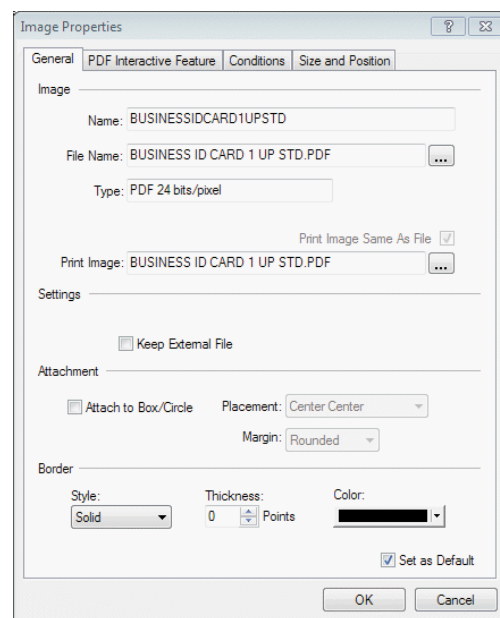 Image Properties
General PDF Interactive Feature Conditions Size and Position
Image
Name: BUSINESSIDCARD1UPSTD
File Name: BUSINESS ID CARD 1 UP STD.PDF ...
Type: PDF 24 bits/pixel
Print Image Same As File
Print Image: BUSINESS ID CARD 1 UP STD.PDF ...
Settings
Keep External File
Attachment
Attach to Box/Circle Placement: Center Center
Margin: Rounded
Border
Style: Thickness: Color:
Solid 0 Points
Set as Default
OK Cancel